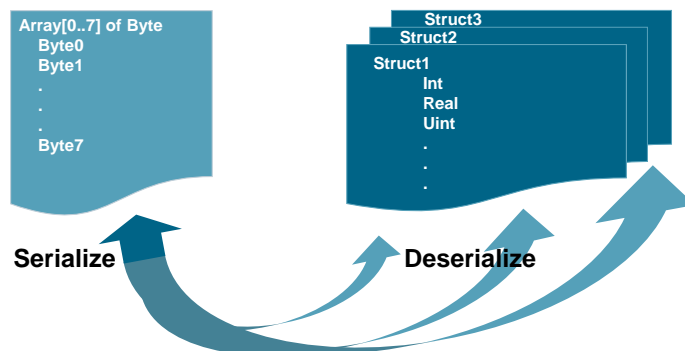 Array[0..7] of Byte
Byte0
Byte1
.
.
.
Byte7
Struct3
Struct2
Struct1
Int
Real
Uint
.
.
.
Serialize
Deserialize